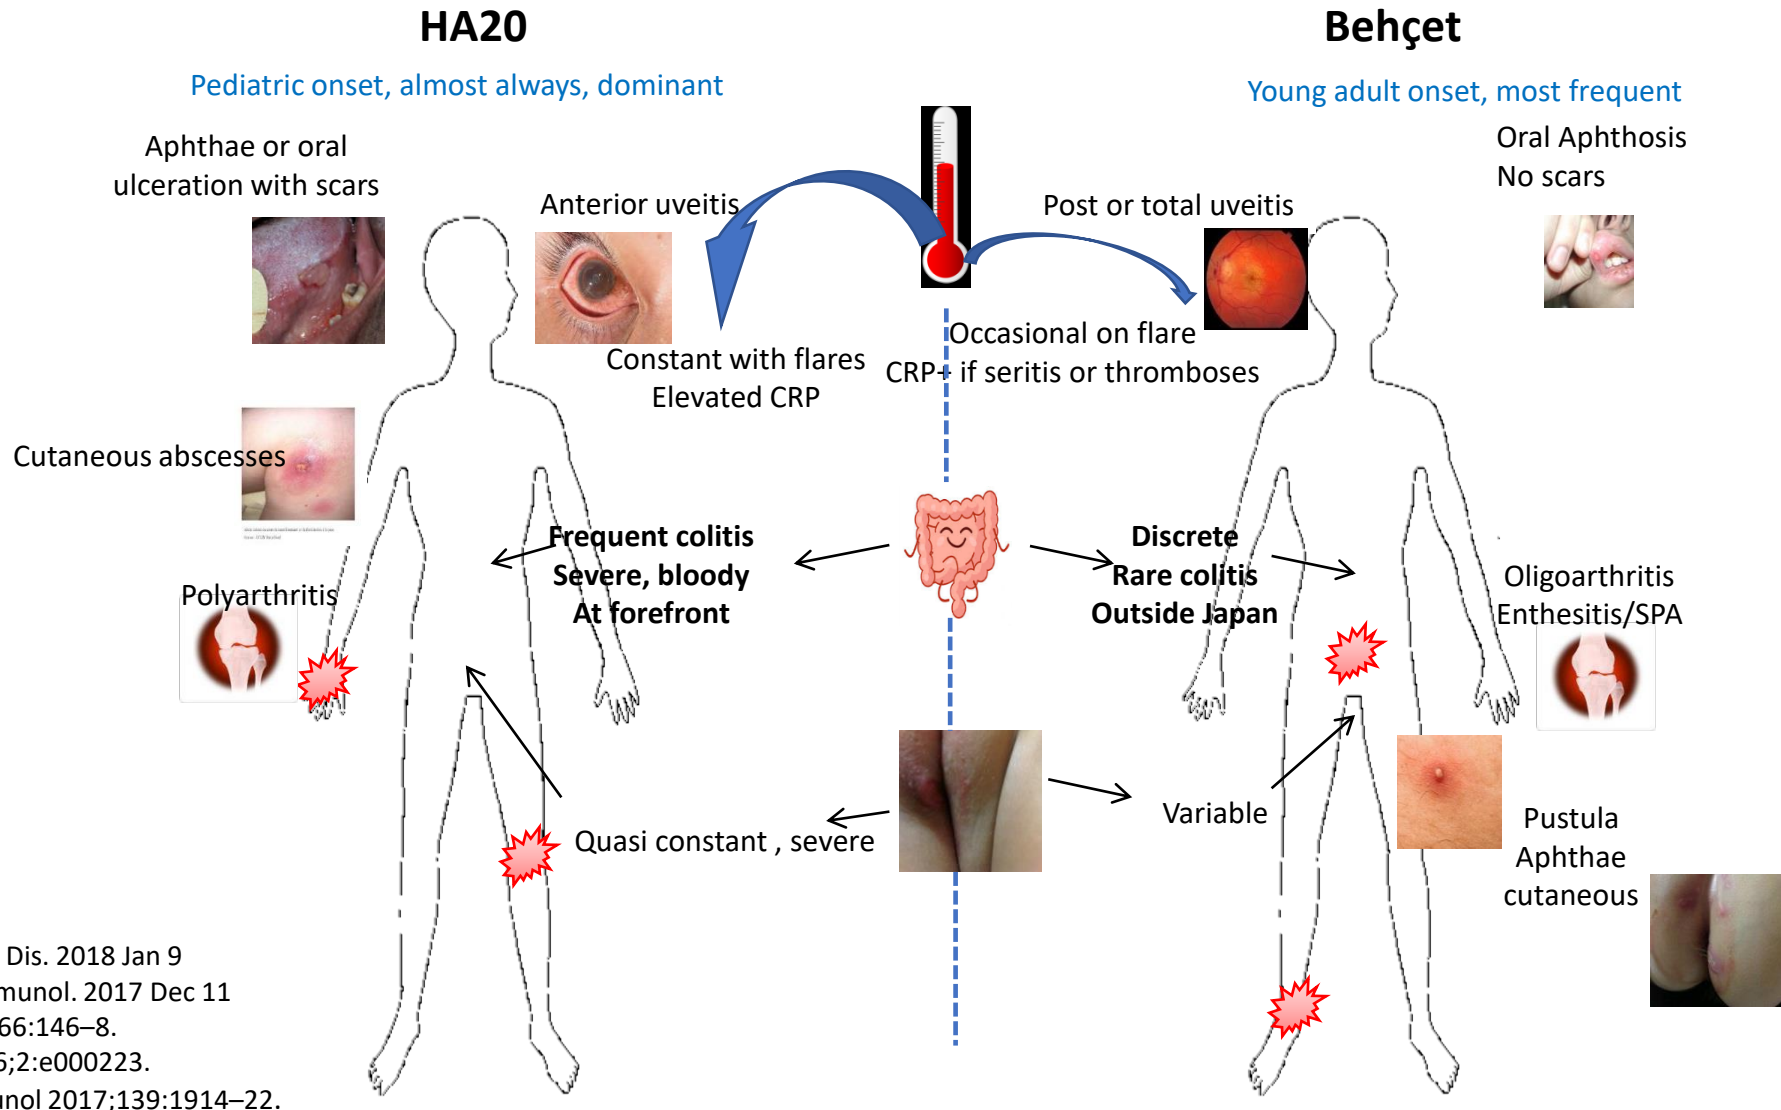 HA20
Behçet
Pediatric onset, almost always, dominant
Young adult onset, most frequent
Aphthae or oral
ulceration with scars
Anterior uveitis
Post or total uveitis
Oral Aphthosis
No scars
Constant with flares
Elevated CRP
Occasional on flare
CRP+ if seritis or thromboses
Cutaneous abscesses
Frequent colitis
Severe, bloody
At forefront
Discrete
Rare colitis
Outside Japan
Polyarthritis
Oligoarthritis
Enthesitis/SPA
Quasi constant , severe
Variable
Pustula
Aphthae
cutaneous
Dis. 2018 Jan 9
munol. 2017 Dec 11
66:146–8.
;2:e000223.
unol 2017;139:1914–22.